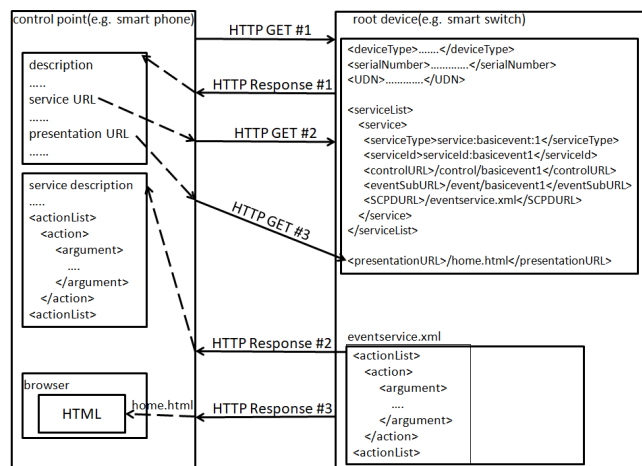 control point(e.g. smart phone)
description
.....
service URL
......
presentation URL
......
service description
.....
<actionList>
<action>
<argument>
....
</argument>
</action>
<actionList>
browser
HTML
home.html
HTTP GET #1
HTTP Response #1
HTTP GET #2
HTTP GET #3
HTTP Response #2
HTTP Response #3
root device(e.g. smart switch)
<deviceType>.......</deviceType>
<serialNumber>.............</serialNumber>
<UDN>.............</UDN>
<serviceList>
<service>
<serviceType>service:basicevent:1</serviceType>
<serviceId>serviceId:basicevent1</serviceId>
<controlURL>/control/basicevent1</controlURL>
<eventSubURL>/event/basicevent1</eventSubURL>
<SCPDURL>/eventservice.xml</SCPDURL>
</service>
</serviceList>
<presentationURL>/home.html</presentationURL>
eventservice.xml
<actionList>
<action>
<argument>
....
</argument>
</action>
<actionList>